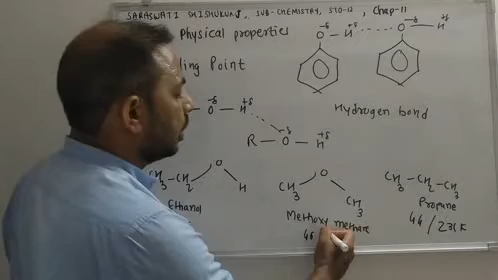 SARASWATI SHISHUKUNJ, SUB-CHEMISTRY, STD-12, Chap-11
Physical properties
ling Point
-δ O - H +δ ...... -δ O - H +δ
Hydrogen bond
-δ O - H +δ
R - O -δ - H +δ
CH3-CH2 O H
Ethanol
CH3 O CH3
Methoxy methane
46
CH3-CH2-CH3
Propane
44/231K